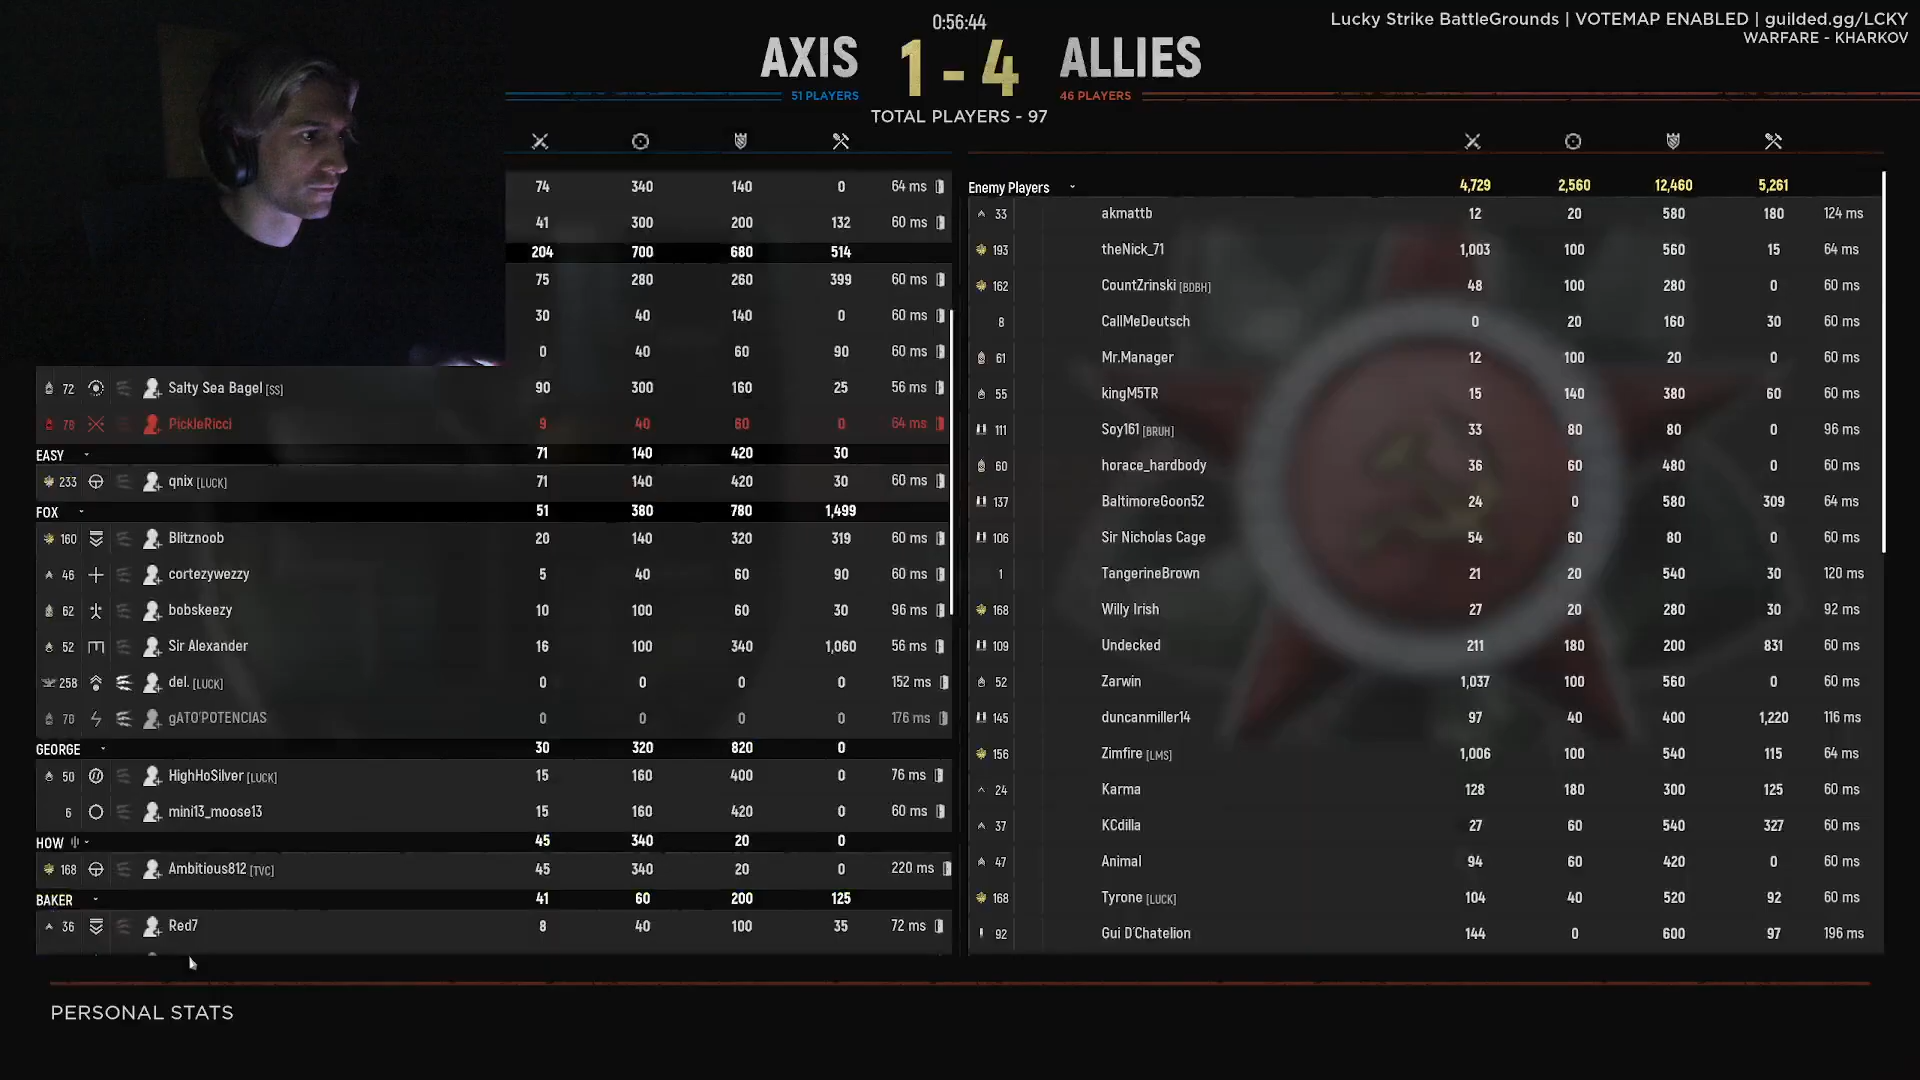 0:56:44
Lucky Strike BattleGrounds | VOTEMAP ENABLED | guilded.gg/LCKY
WARFARE - KHARKOV
AXIS 1 - 4 ALLIES
51 PLAYERS 46 PLAYERS
TOTAL PLAYERS - 97
74 340 140 0 64 ms
41 300 200 132 60 ms
204 700 680 514
75 280 260 399 60 ms
30 40 140 0 60 ms
0 40 60 90 60 ms
72 Salty Sea Bagel [SS] 90 300 160 25 56 ms
78 PickleRicci 9 40 60 0 64 ms
EASY 71 140 420 30
233 qnix [LUCK] 71 140 420 30 60 ms
FOX 51 380 780 1,499
160 Blitznoob 20 140 320 319 60 ms
46 cortezywezzy 5 40 60 90 60 ms
62 bobskeezy 10 100 60 30 96 ms
52 Sir Alexander 16 100 340 1,060 56 ms
258 del. [LUCK] 0 0 0 0 152 ms
70 gATO'POTENCIAS 0 0 0 0 176 ms
GEORGE 30 320 820 0
50 HighHoSilver [LUCK] 15 160 400 0 76 ms
6 mini13_moose13 15 160 420 0 60 ms
HOW 45 340 20 0
168 Ambitious812 [TVC] 45 340 20 0 220 ms
BAKER 41 60 200 125
36 Red7 8 40 100 35 72 ms
Enemy Players 4,729 2,560 12,460 5,261
33 akmattb 12 20 580 180 124 ms
193 theNick_71 1,003 100 560 15 64 ms
162 CountZrinski [BDBH] 48 100 280 0 60 ms
8 CallMeDeutsch 0 20 160 30 60 ms
61 Mr.Manager 12 100 20 0 60 ms
55 kingM5TR 15 140 380 60 60 ms
111 Soy161 [BRUH] 33 80 80 0 96 ms
60 horace_hardbody 36 60 480 0 60 ms
137 BaltimoreGoon52 24 0 580 309 64 ms
106 Sir Nicholas Cage 54 60 80 0 60 ms
1 TangerineBrown 21 20 540 30 120 ms
168 Willy Irish 27 20 280 30 92 ms
109 Undecked 211 180 200 831 60 ms
52 Zarwin 1,037 100 560 0 60 ms
145 duncanmiller14 97 40 400 1,220 116 ms
156 Zimfire [LMS] 1,006 100 540 115 64 ms
24 Karma 128 180 300 125 60 ms
37 KCdilla 27 60 540 327 60 ms
47 Animal 94 60 420 0 60 ms
168 Tyrone [LUCK] 104 40 520 92 60 ms
92 Gui D'Chatelion 144 0 600 97 196 ms
PERSONAL STATS